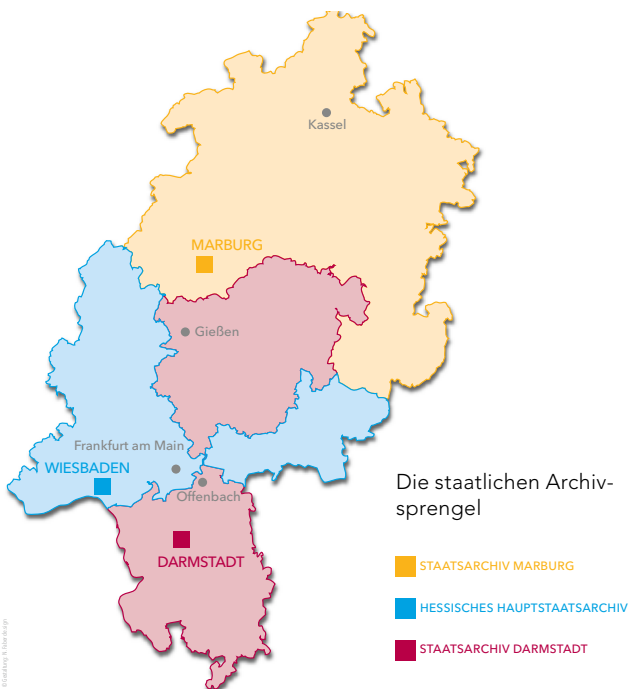 Kassel
MARBURG
Gießen
Frankfurt am Main
WIESBADEN
Offenbach
DARMSTADT
Die staatlichen Archiv-
sprengel
STAATSARCHIV MARBURG
HESSISCHES HAUPTSTAATSARCHIV
STAATSARCHIV DARMSTADT